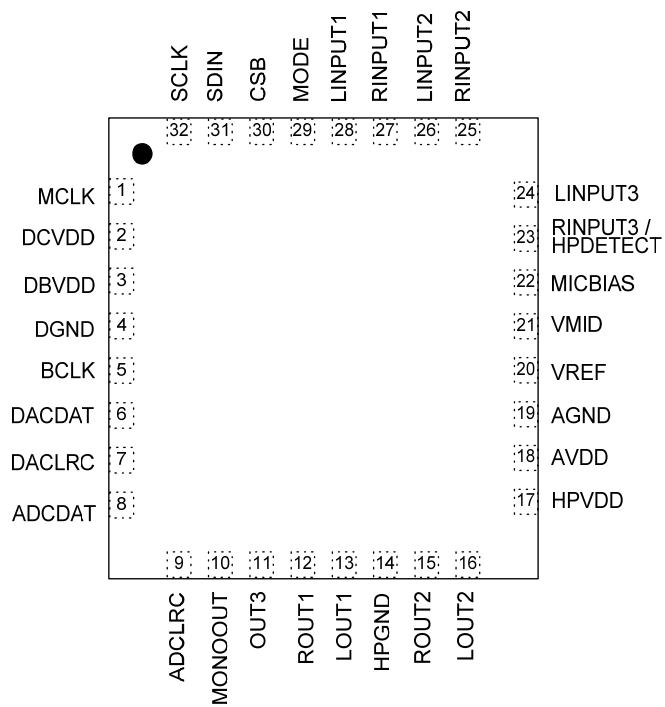 SCLK
SDIN
CSB
MODE
LINPUT1
RINPUT1
LINPUT2
RINPUT2
32
31
30
29
28
27
26
25
MCLK 1
DCVDD 2
DBVDD 3
DGND 4
BCLK 5
DACDAT 6
DACLRC 7
ADCDAT 8
24 LINPUT3
23 RINPUT3 /
HPDETECT
22 MICBIAS
21 VMID
20 VREF
19 AGND
18 AVDD
17 HPVDD
9
10
11
12
13
14
15
16
ADCLRC
MONOOUT
OUT3
ROUT1
LOUT1
HPGND
ROUT2
LOUT2